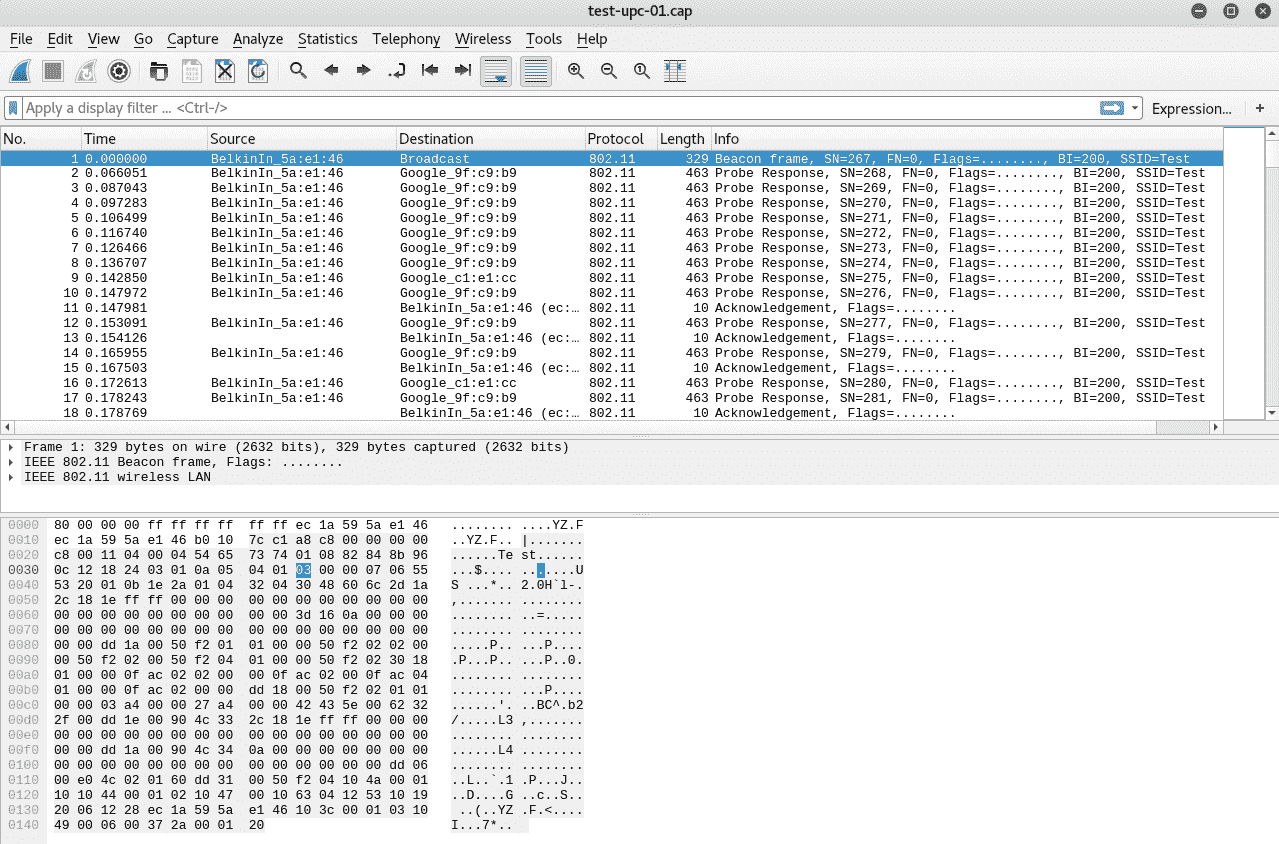 test-upc-01.cap
File Edit View Go Capture Analyze Statistics Telephony Wireless Tools Help
Apply a display filter ... <Ctrl-/> Expression... +
No. Time Source Destination Protocol Length Info
1 0.000000 BelkinIn_5a:e1:46 Broadcast 802.11 329 Beacon frame, SN=267, FN=0, Flags=........, BI=200, SSID=Test
2 0.066051 BelkinIn_5a:e1:46 Google_9f:c9:b9 802.11 463 Probe Response, SN=268, FN=0, Flags=........, BI=200, SSID=Test
3 0.087043 BelkinIn_5a:e1:46 Google_9f:c9:b9 802.11 463 Probe Response, SN=269, FN=0, Flags=........, BI=200, SSID=Test
4 0.097283 BelkinIn_5a:e1:46 Google_9f:c9:b9 802.11 463 Probe Response, SN=270, FN=0, Flags=........, BI=200, SSID=Test
5 0.106499 BelkinIn_5a:e1:46 Google_9f:c9:b9 802.11 463 Probe Response, SN=271, FN=0, Flags=........, BI=200, SSID=Test
6 0.116740 BelkinIn_5a:e1:46 Google_9f:c9:b9 802.11 463 Probe Response, SN=272, FN=0, Flags=........, BI=200, SSID=Test
7 0.126466 BelkinIn_5a:e1:46 Google_9f:c9:b9 802.11 463 Probe Response, SN=273, FN=0, Flags=........, BI=200, SSID=Test
8 0.136707 BelkinIn_5a:e1:46 Google_9f:c9:b9 802.11 463 Probe Response, SN=274, FN=0, Flags=........, BI=200, SSID=Test
9 0.142850 BelkinIn_5a:e1:46 Google_c1:e1:cc 802.11 463 Probe Response, SN=275, FN=0, Flags=........, BI=200, SSID=Test
10 0.147972 BelkinIn_5a:e1:46 Google_9f:c9:b9 802.11 463 Probe Response, SN=276, FN=0, Flags=........, BI=200, SSID=Test
11 0.147981 BelkinIn_5a:e1:46 (ec:… 802.11 10 Acknowledgement, Flags=........
12 0.153091 BelkinIn_5a:e1:46 Google_9f:c9:b9 802.11 463 Probe Response, SN=277, FN=0, Flags=........, BI=200, SSID=Test
13 0.154126 BelkinIn_5a:e1:46 (ec:… 802.11 10 Acknowledgement, Flags=........
14 0.165955 BelkinIn_5a:e1:46 Google_9f:c9:b9 802.11 463 Probe Response, SN=279, FN=0, Flags=........, BI=200, SSID=Test
15 0.167503 BelkinIn_5a:e1:46 (ec:… 802.11 10 Acknowledgement, Flags=........
16 0.172613 BelkinIn_5a:e1:46 Google_c1:e1:cc 802.11 463 Probe Response, SN=280, FN=0, Flags=........, BI=200, SSID=Test
17 0.178243 BelkinIn_5a:e1:46 Google_9f:c9:b9 802.11 463 Probe Response, SN=281, FN=0, Flags=........, BI=200, SSID=Test
18 0.178769 BelkinIn_5a:e1:46 (ec:… 802.11 10 Acknowledgement, Flags=........
Frame 1: 329 bytes on wire (2632 bits), 329 bytes captured (2632 bits)
IEEE 802.11 Beacon frame, Flags: ........
IEEE 802.11 wireless LAN
0000 80 00 00 00 ff ff ff ff ff ff ec 1a 59 5a e1 46 ........ ....YZ.F
0010 ec 1a 59 5a e1 46 b0 10 7c c1 a8 c8 00 00 00 00 ..YZ.F.. |.......
0020 c8 00 11 04 00 04 54 65 73 74 01 08 82 84 8b 96 ......Te st......
0030 0c 12 18 24 03 01 0a 05 04 01 03 00 00 07 06 55 ...$.... .......U
0040 53 20 01 0b 1e 2a 01 04 32 04 30 48 60 6c 2d 1a S ...*.. 2.0H`l-.
0050 2c 18 1e ff ff 00 00 00 00 00 00 00 00 00 00 00 ,....... ........
0060 00 00 00 00 00 00 00 00 00 00 3d 16 0a 00 00 00 ........ ..=.....
0070 00 00 00 00 00 00 00 00 00 00 00 00 00 00 00 00 ........ ........
0080 00 00 dd 1a 00 50 f2 01 01 00 00 50 f2 02 02 00 .....P.. ...P....
0090 00 50 f2 02 00 50 f2 04 01 00 00 50 f2 02 30 18 .P...P.. ...P..0.
00a0 01 00 00 0f ac 02 02 00 00 0f ac 02 00 0f ac 04 ........ ........
00b0 01 00 00 0f ac 02 00 00 dd 18 00 50 f2 02 01 01 ........ ...P....
00c0 00 00 03 a4 00 00 27 a4 00 00 42 43 5e 00 62 32 ......'. ..BC^.b2
00d0 2f 00 dd 1e 00 90 4c 33 2c 18 1e ff ff 00 00 00 /.....L3 ,.......
00e0 00 00 00 00 00 00 00 00 00 00 00 00 00 00 00 00 ........ ........
00f0 00 00 dd 1a 00 90 4c 34 0a 00 00 00 00 00 00 00 ......L4 ........
0100 00 00 00 00 00 00 00 00 00 00 00 00 00 00 dd 06 ........ ........
0110 00 e0 4c 02 01 60 dd 31 00 50 f2 04 10 4a 00 01 ..L..`.1 .P...J..
0120 10 10 44 00 01 02 10 47 00 10 63 04 12 53 10 19 ..D....G ..c..S..
0130 20 06 12 28 ec 1a 59 5a e1 46 10 3c 00 01 03 10 ..(..YZ .F.<....
0140 49 00 06 00 37 2a 00 01 20 I...7*..